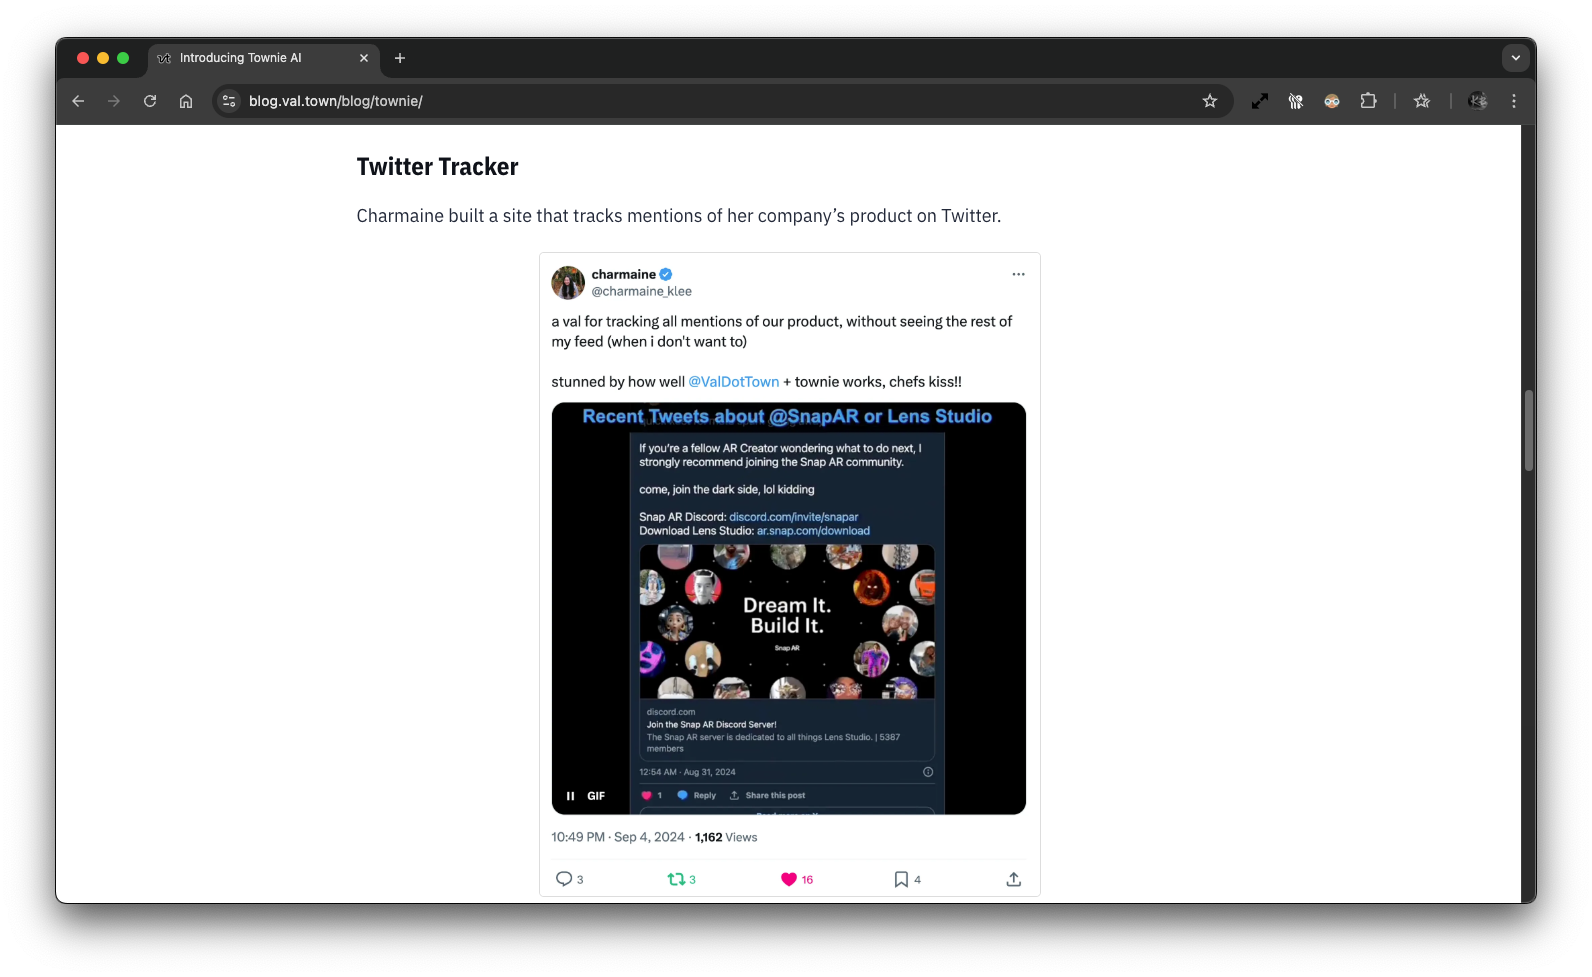 Introducing Townie AI
blog.val.town/blog/townie/
Twitter Tracker
Charmaine built a site that tracks mentions of her company’s product on Twitter.
charmaine
@charmaine_klee
a val for tracking all mentions of our product, without seeing the rest of
my feed (when i don't want to)
stunned by how well @ValDotTown + townie works, chefs kiss!!
Recent Tweets about @SnapAR or Lens Studio
If you're a fellow AR Creator wondering what to do next, I
strongly recommend joining the Snap AR community.
come, join the dark side, lol kidding
Snap AR Discord: discord.com/invite/snapar
Download Lens Studio: ar.snap.com/download
Dream It.
Build It.
Snap AR
discord.com
Join the Snap AR Discord Server!
The Snap AR server is dedicated to all things Lens Studio. | 5387
members
12:54 AM · Aug 31, 2024
1 Reply Share this post
GIF
10:49 PM · Sep 4, 2024 · 1,162 Views
3 3 16 4